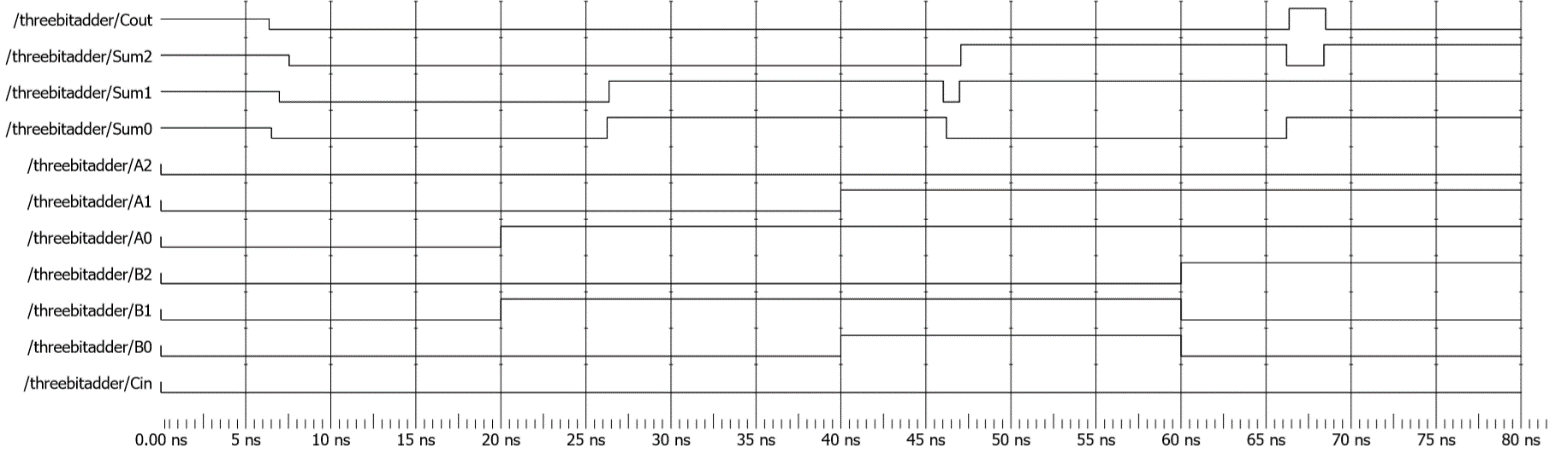 /threebitadder/Cout
/threebitadder/Sum2
/threebitadder/Sum1
/threebitadder/Sum0
/threebitadder/A2
/threebitadder/A1
/threebitadder/A0
/threebitadder/B2
/threebitadder/B1
/threebitadder/B0
/threebitadder/Cin
0.00 ns 5 ns 10 ns 15 ns 20 ns 25 ns 30 ns 35 ns 40 ns 45 ns 50 ns 55 ns 60 ns 65 ns 70 ns 75 ns 80 ns